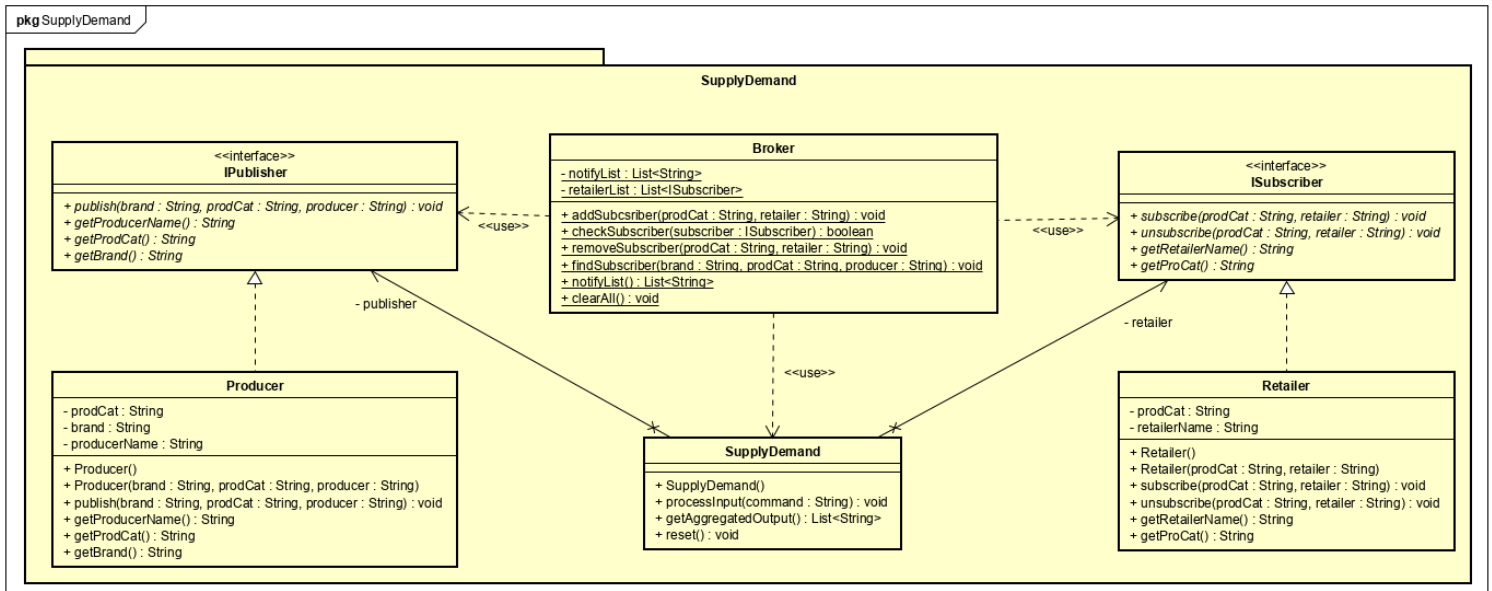 pkg SupplyDemand
SupplyDemand
<<interface>>
IPublisher
+ publish(brand : String, prodCat : String, producer : String) : void
+ getProducerName() : String
+ getProdCat() : String
+ getBrand() : String
Broker
- notifyList : List<String>
- retailerList : List<ISubscriber>
+ addSubcsriber(prodCat : String, retailer : String) : void
+ checkSubscriber(subscriber : ISubscriber) : boolean
+ removeSubscriber(prodCat : String, retailer : String) : void
+ findSubscriber(brand : String, prodCat : String, producer : String) : void
+ notifyList() : List<String>
+ clearAll() : void
<<interface>>
ISubscriber
+ subscribe(prodCat : String, retailer : String) : void
+ unsubscribe(prodCat : String, retailer : String) : void
+ getRetailerName() : String
+ getProCat() : String
<<use>>
<<use>>
- publisher
- retailer
<<use>>
Producer
- prodCat : String
- brand : String
- producerName : String
+ Producer()
+ Producer(brand : String, prodCat : String, producer : String)
+ publish(brand : String, prodCat : String, producer : String) : void
+ getProducerName() : String
+ getProdCat() : String
+ getBrand() : String
SupplyDemand
+ SupplyDemand()
+ processInput(command : String) : void
+ getAggregatedOutput() : List<String>
+ reset() : void
Retailer
- prodCat : String
- retailerName : String
+ Retailer()
+ Retailer(prodCat : String, retailer : String)
+ subscribe(prodCat : String, retailer : String) : void
+ unsubscribe(prodCat : String, retailer : String) : void
+ getRetailerName() : String
+ getProCat() : String